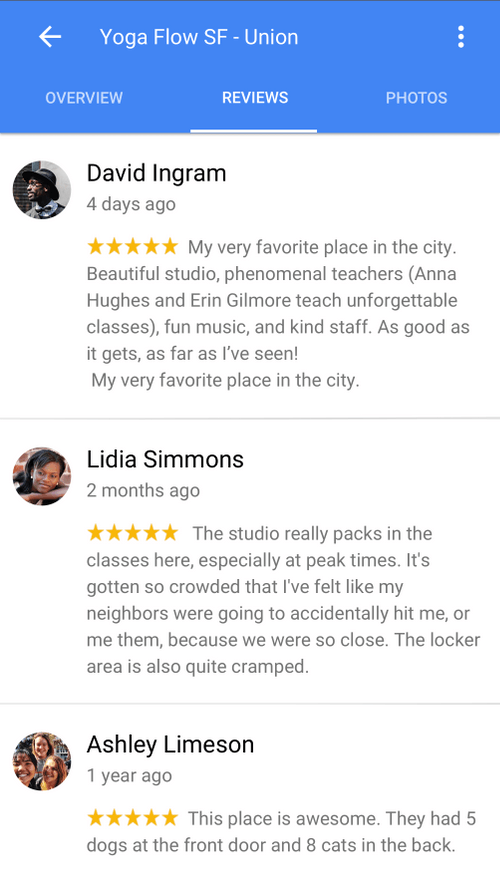 Yoga Flow SF - Union
OVERVIEW REVIEWS PHOTOS
David Ingram
4 days ago
★★★★★ My very favorite place in the city.
Beautiful studio, phenomenal teachers (Anna
Hughes and Erin Gilmore teach unforgettable
classes), fun music, and kind staff. As good as
it gets, as far as I’ve seen!
My very favorite place in the city.
Lidia Simmons
2 months ago
★★★★★ The studio really packs in the
classes here, especially at peak times. It's
gotten so crowded that I've felt like my
neighbors were going to accidentally hit me, or
me them, because we were so close. The locker
area is also quite cramped.
Ashley Limeson
1 year ago
★★★★★ This place is awesome. They had 5
dogs at the front door and 8 cats in the back.